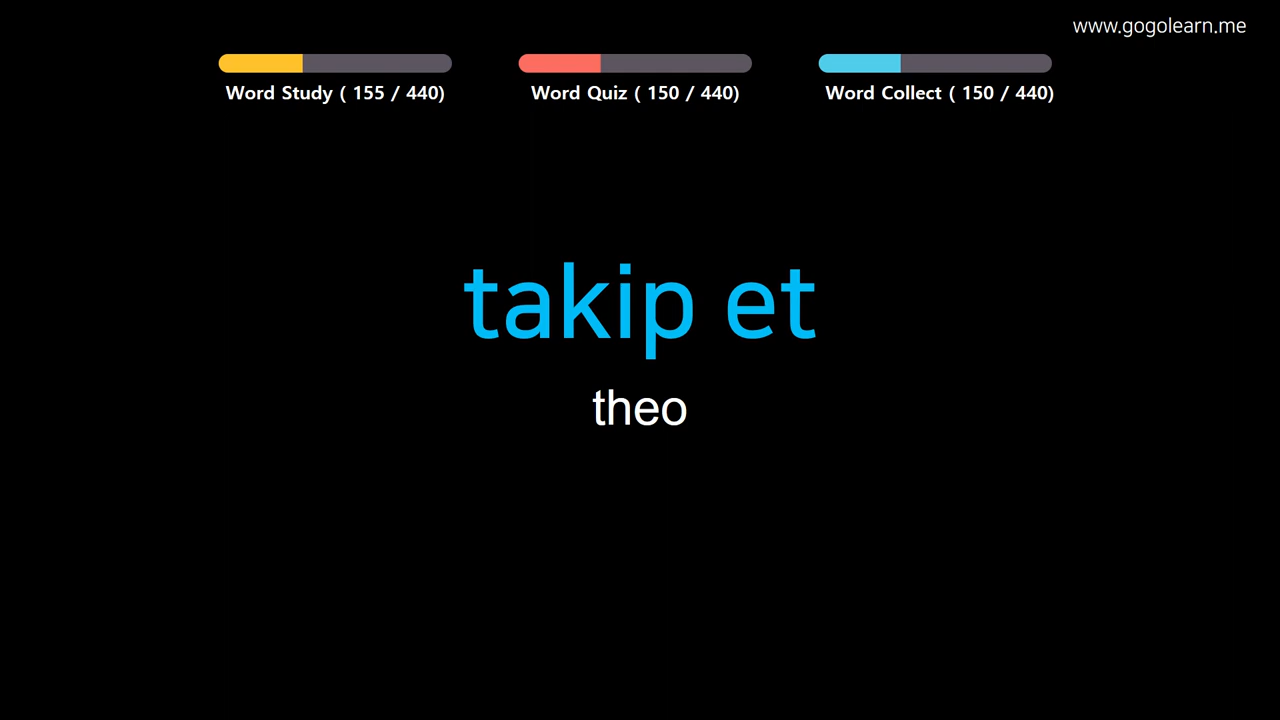 www.gogolearn.me
Word Study ( 155 / 440)
Word Quiz ( 150 / 440)
Word Collect ( 150 / 440)
takip et
theo